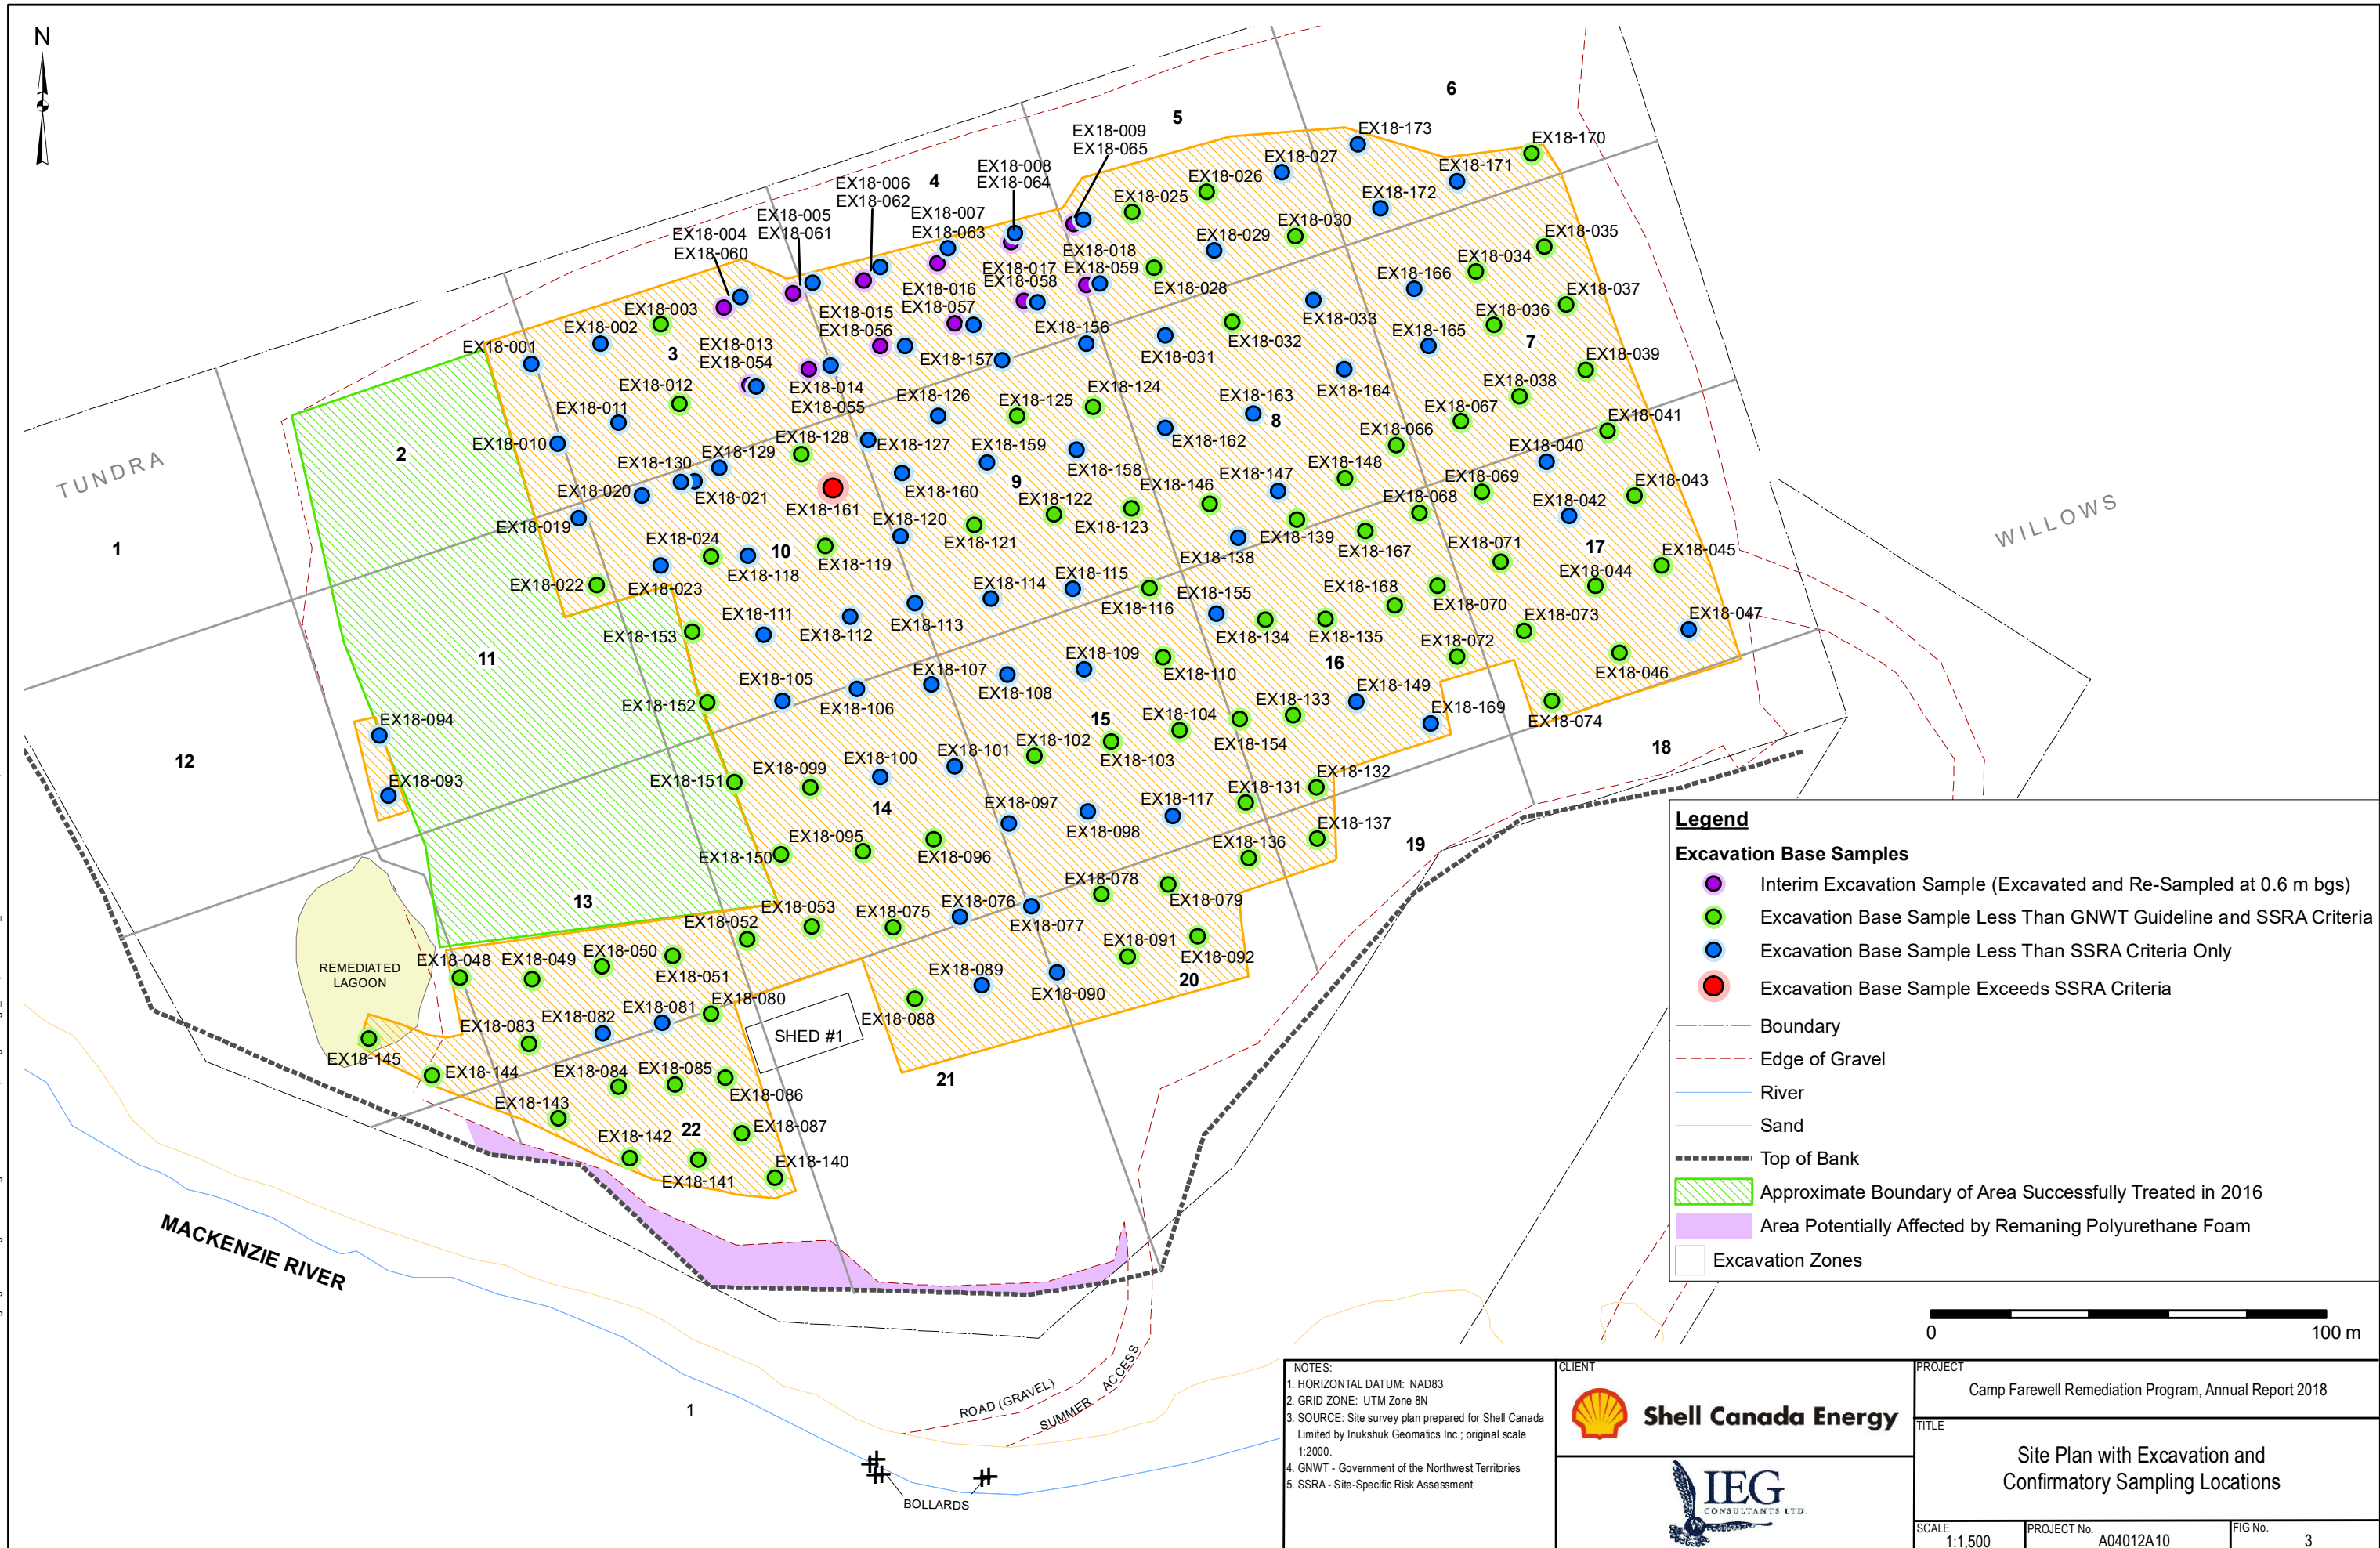 N
6
5
EX18-173
EX18-170
EX18-009
EX18-065
EX18-027
EX18-171
EX18-008
EX18-064
4
EX18-006
EX18-062
EX18-026
EX18-025
EX18-172
EX18-007
EX18-063
EX18-005
EX18-061
EX18-030
EX18-004
EX18-060
EX18-029
EX18-035
EX18-018
EX18-059
EX18-034
EX18-017
EX18-058
EX18-166
EX18-016
EX18-057
EX18-028
EX18-037
EX18-003
EX18-002
EX18-015
EX18-056
EX18-036
EX18-033
EX18-156
EX18-165
EX18-032
EX18-001
EX18-013
EX18-054
3
EX18-157
EX18-031
7
EX18-039
EX18-164
EX18-012
EX18-014
EX18-055
EX18-124
EX18-038
EX18-011
EX18-126
EX18-125
EX18-163
EX18-067
EX18-041
8
EX18-066
EX18-010
EX18-128
EX18-127
EX18-162
EX18-040
2
TUNDRA
EX18-130
EX18-129
EX18-159
EX18-158
EX18-148
EX18-147
EX18-069
EX18-043
9
EX18-146
EX18-020
EX18-021
EX18-160
EX18-068
EX18-042
EX18-161
EX18-122
WILLOWS
EX18-019
EX18-120
EX18-123
EX18-139
EX18-167
EX18-024
EX18-121
EX18-138
EX18-071
17
EX18-045
1
10
EX18-118
EX18-119
EX18-044
EX18-022
EX18-023
EX18-114
EX18-115
EX18-155
EX18-168
EX18-116
EX18-070
EX18-111
EX18-112
EX18-113
EX18-073
EX18-047
EX18-153
EX18-134
EX18-135
EX18-072
11
EX18-107
EX18-109
EX18-110
16
EX18-046
EX18-105
EX18-108
EX18-152
EX18-106
EX18-133
EX18-149
EX18-169
EX18-094
EX18-104
15
EX18-074
EX18-102
EX18-154
18
12
EX18-100
EX18-101
EX18-103
EX18-093
EX18-151
EX18-099
EX18-132
EX18-131
EX18-097
EX18-117
14
EX18-098
EX18-137
EX18-095
EX18-136
19
EX18-150
EX18-096
EX18-078
13
EX18-053
EX18-052
EX18-075
EX18-076
EX18-079
EX18-077
EX18-091
EX18-092
EX18-048
EX18-049
EX18-050
EX18-051
EX18-089
EX18-090
20
REMEDIATED
LAGOON
EX18-080
EX18-081
EX18-082
EX18-083
EX18-088
SHED #1
EX18-145
EX18-144
EX18-084
EX18-085
EX18-086
21
EX18-143
EX18-142
22
EX18-087
EX18-141
EX18-140
MACKENZIE RIVER
1
ROAD (GRAVEL)
SUMMER ACCESS
BOLLARDS
Legend
Excavation Base Samples
Interim Excavation Sample (Excavated and Re-Sampled at 0.6 m bgs)
Excavation Base Sample Less Than GNWT Guideline and SSRA Criteria
Excavation Base Sample Less Than SSRA Criteria Only
Excavation Base Sample Exceeds SSRA Criteria
Boundary
Edge of Gravel
River
Sand
Top of Bank
Approximate Boundary of Area Successfully Treated in 2016
Area Potentially Affected by Remaning Polyurethane Foam
Excavation Zones
0
100 m
NOTES:
1. HORIZONTAL DATUM: NAD83
2. GRID ZONE: UTM Zone 8N
3. SOURCE: Site survey plan prepared for Shell Canada
Limited by Inukshuk Geomatics Inc.; original scale
1:2000.
4. GNWT - Government of the Northwest Territories
5. SSRA - Site-Specific Risk Assessment
CLIENT
Shell Canada Energy
IEG
CONSULTANTS LTD.
PROJECT
Camp Farewell Remediation Program, Annual Report 2018
TITLE
Site Plan with Excavation and
Confirmatory Sampling Locations
SCALE
1:1,500
PROJECT No.
A04012A10
FIG No.
3